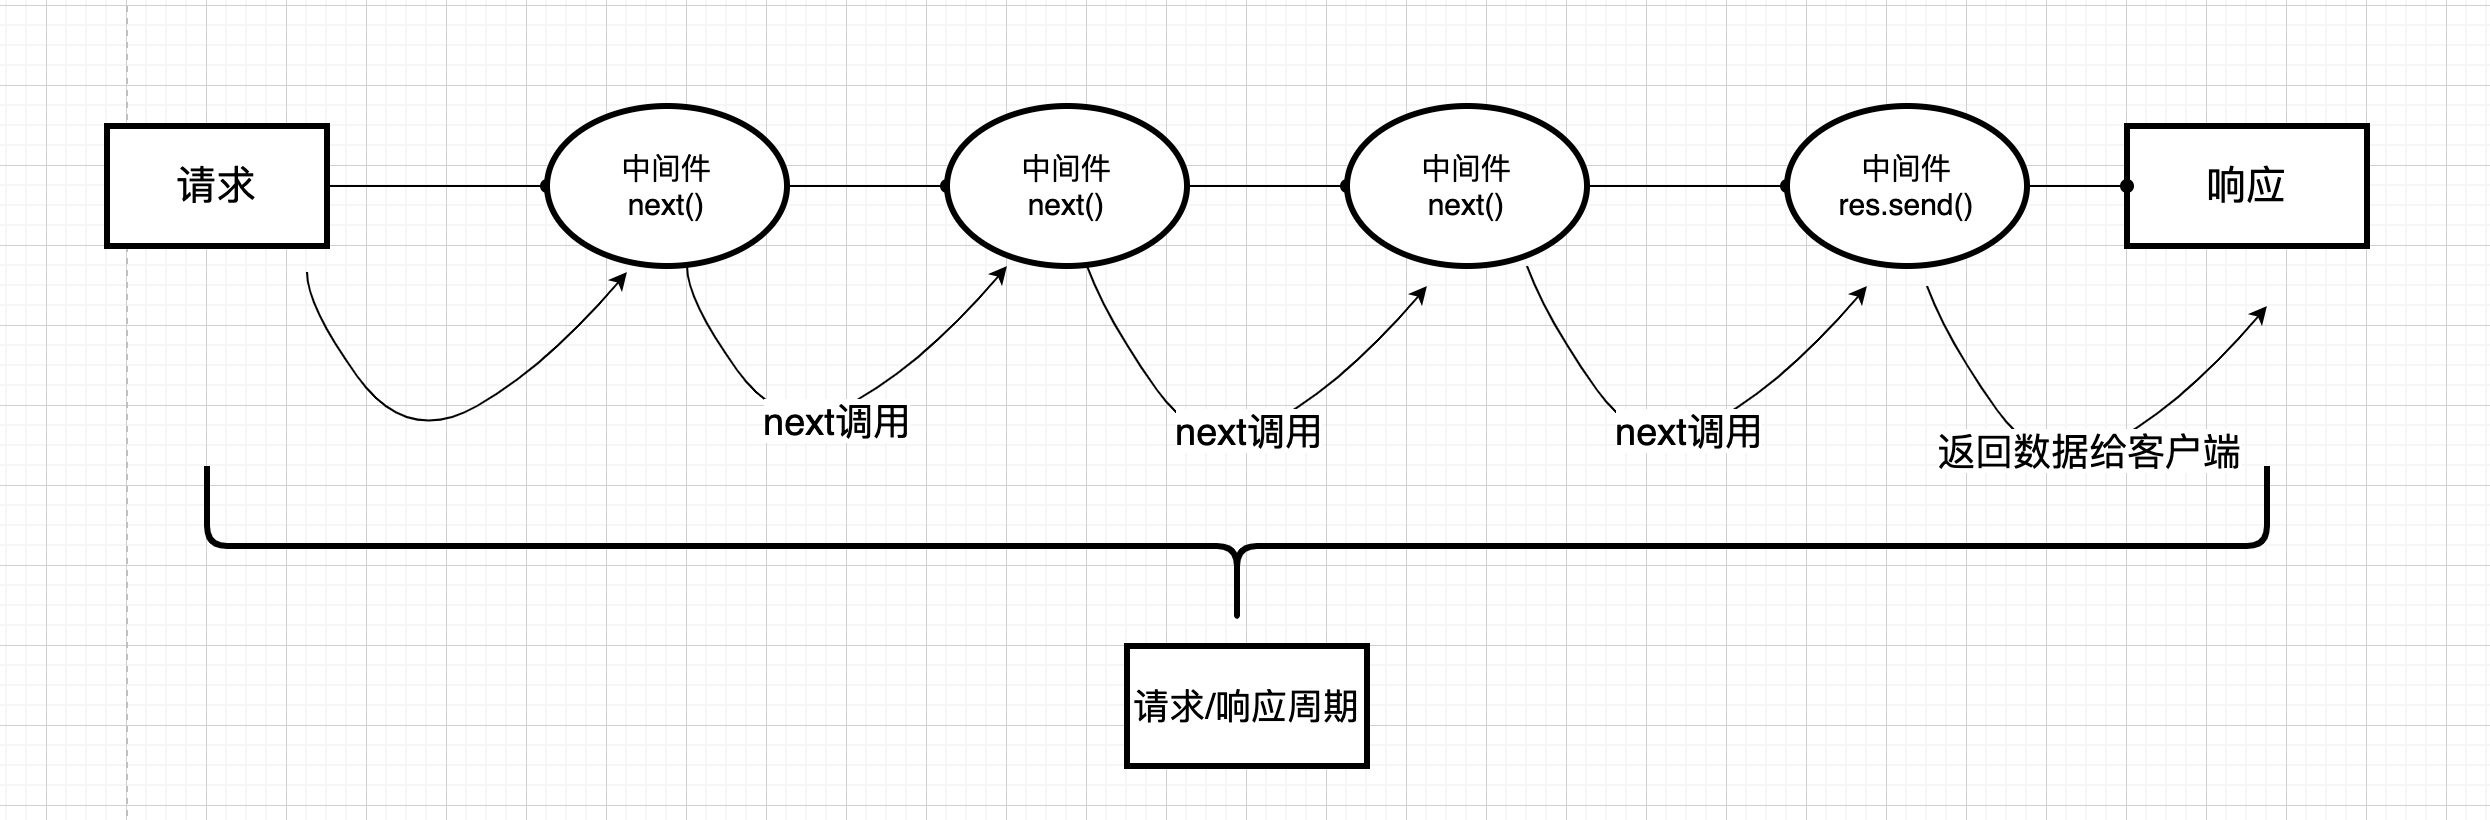 请求
中间件
next()
中间件
next()
中间件
next()
中间件
res.send()
响应
next调用
next调用
next调用
返回数据给客户端
请求/响应周期